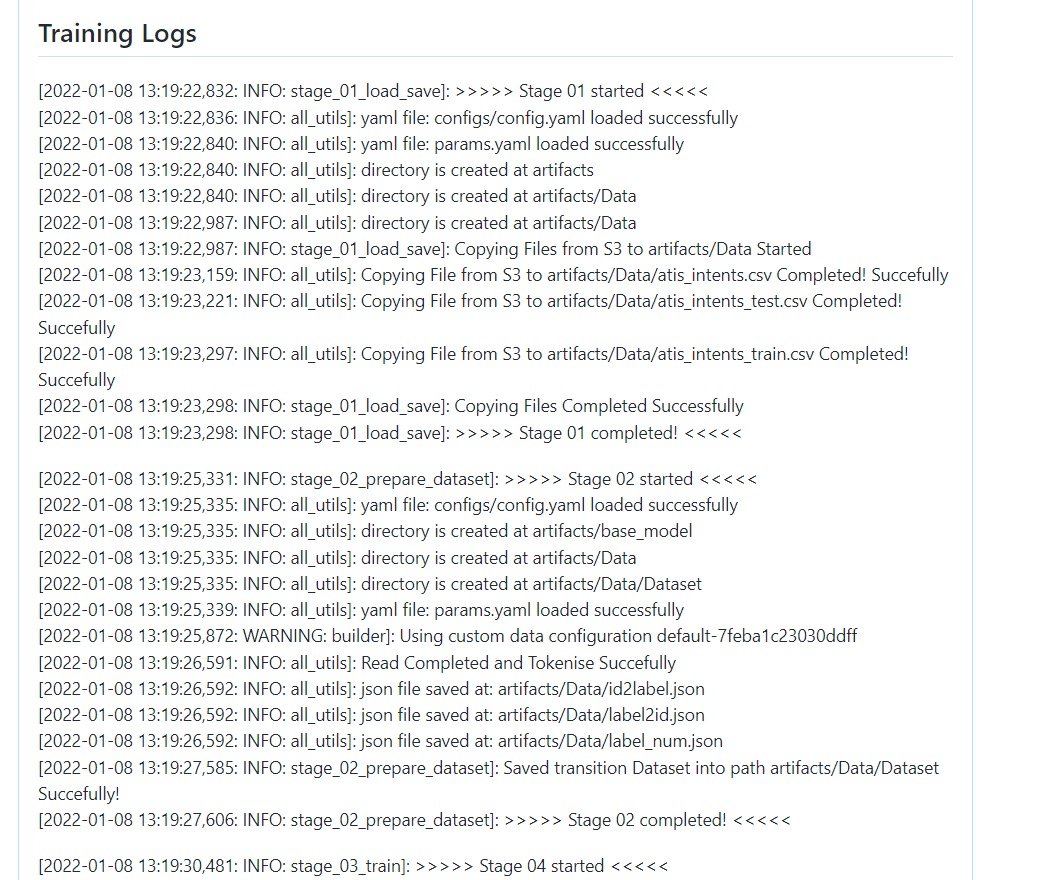 Training Logs
[2022-01-08 13:19:22,832: INFO: stage_01_load_save]: >>>>> Stage 01 started <<<<<
[2022-01-08 13:19:22,836: INFO: all_utils]: yaml file: configs/config.yaml loaded successfully
[2022-01-08 13:19:22,840: INFO: all_utils]: yaml file: params.yaml loaded successfully
[2022-01-08 13:19:22,840: INFO: all_utils]: directory is created at artifacts
[2022-01-08 13:19:22,840: INFO: all_utils]: directory is created at artifacts/Data
[2022-01-08 13:19:22,987: INFO: all_utils]: directory is created at artifacts/Data
[2022-01-08 13:19:22,987: INFO: stage_01_load_save]: Copying Files from S3 to artifacts/Data Started
[2022-01-08 13:19:23,159: INFO: all_utils]: Copying File from S3 to artifacts/Data/atis_intents.csv Completed! Succefully
[2022-01-08 13:19:23,221: INFO: all_utils]: Copying File from S3 to artifacts/Data/atis_intents_test.csv Completed!
Succefully
[2022-01-08 13:19:23,297: INFO: all_utils]: Copying File from S3 to artifacts/Data/atis_intents_train.csv Completed!
Succefully
[2022-01-08 13:19:23,298: INFO: stage_01_load_save]: Copying Files Completed Successfully
[2022-01-08 13:19:23,298: INFO: stage_01_load_save]: >>>>> Stage 01 completed! <<<<<
[2022-01-08 13:19:25,331: INFO: stage_02_prepare_dataset]: >>>>> Stage 02 started <<<<<
[2022-01-08 13:19:25,335: INFO: all_utils]: yaml file: configs/config.yaml loaded successfully
[2022-01-08 13:19:25,335: INFO: all_utils]: directory is created at artifacts/base_model
[2022-01-08 13:19:25,335: INFO: all_utils]: directory is created at artifacts/Data
[2022-01-08 13:19:25,335: INFO: all_utils]: directory is created at artifacts/Data/Dataset
[2022-01-08 13:19:25,339: INFO: all_utils]: yaml file: params.yaml loaded successfully
[2022-01-08 13:19:25,872: WARNING: builder]: Using custom data configuration default-7feba1c23030ddff
[2022-01-08 13:19:26,591: INFO: all_utils]: Read Completed and Tokenise Succefully
[2022-01-08 13:19:26,592: INFO: all_utils]: json file saved at: artifacts/Data/id2label.json
[2022-01-08 13:19:26,592: INFO: all_utils]: json file saved at: artifacts/Data/label2id.json
[2022-01-08 13:19:26,592: INFO: all_utils]: json file saved at: artifacts/Data/label_num.json
[2022-01-08 13:19:27,585: INFO: stage_02_prepare_dataset]: Saved transition Dataset into path artifacts/Data/Dataset
Succefully!
[2022-01-08 13:19:27,606: INFO: stage_02_prepare_dataset]: >>>>> Stage 02 completed! <<<<<
[2022-01-08 13:19:30,481: INFO: stage_03_train]: >>>>> Stage 04 started <<<<<